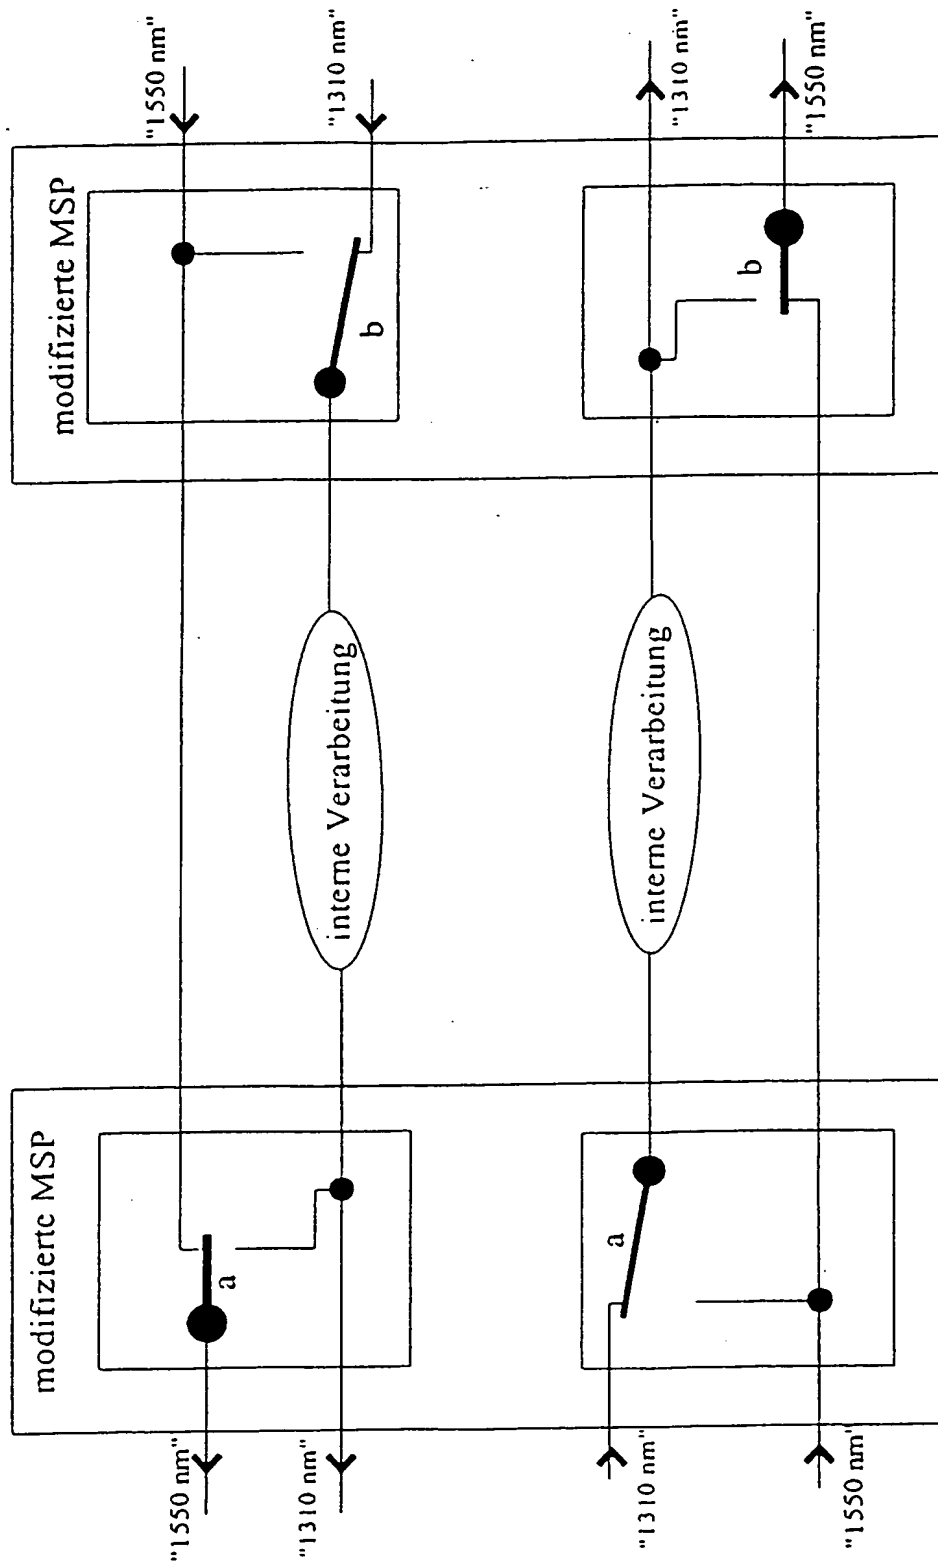 modifizierte MSP
modifizierte MSP
"1550 nm"
"1550 nm"
a
"1310 nm"
interne Verarbeitung
b
"1310 nm"
a
"1310 nm"
interne Verarbeitung
"1310 nm"
b
"1550 nm"
"1550 nm'